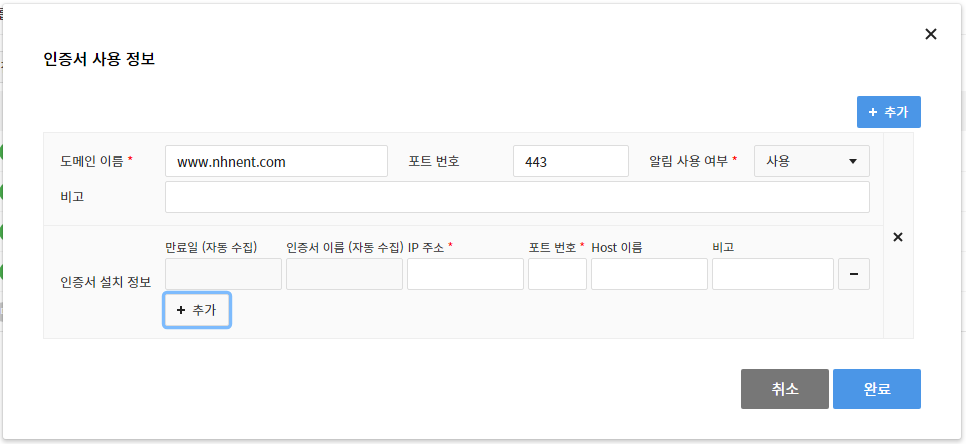 인증서 사용 정보
+ 추가
도메인 이름 * www.nhnent.com 포트 번호 443 알림 사용 여부 * 사용
비고
만료일 (자동 수집) 인증서 이름 (자동 수집) IP 주소 * 포트 번호 * Host 이름 비고
인증서 설치 정보
+ 추가
취소 완료